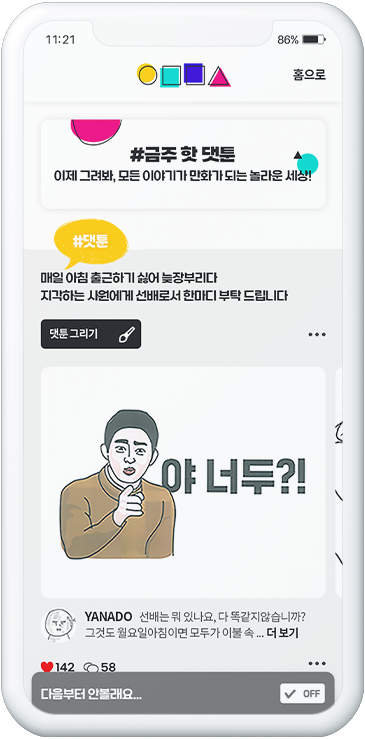 11:21
86%
홈으로
#금주 핫 댓툰
이제 그려봐, 모든 이야기가 만화가 되는 놀라운 세상!
#댓툰
매일 아침 출근하기 싫어 늦장부리다
지각하는 사원에게 선배로서 한마디 부탁 드립니다
댓툰 그리기
야 너두?!
YANADO 선배는 뭐 있나요, 다 똑같지않습니까?
그것도 월요일아침이면 모두가 이불 속 ... 더 보기
142 58
다음부터 안볼래요...
OFF